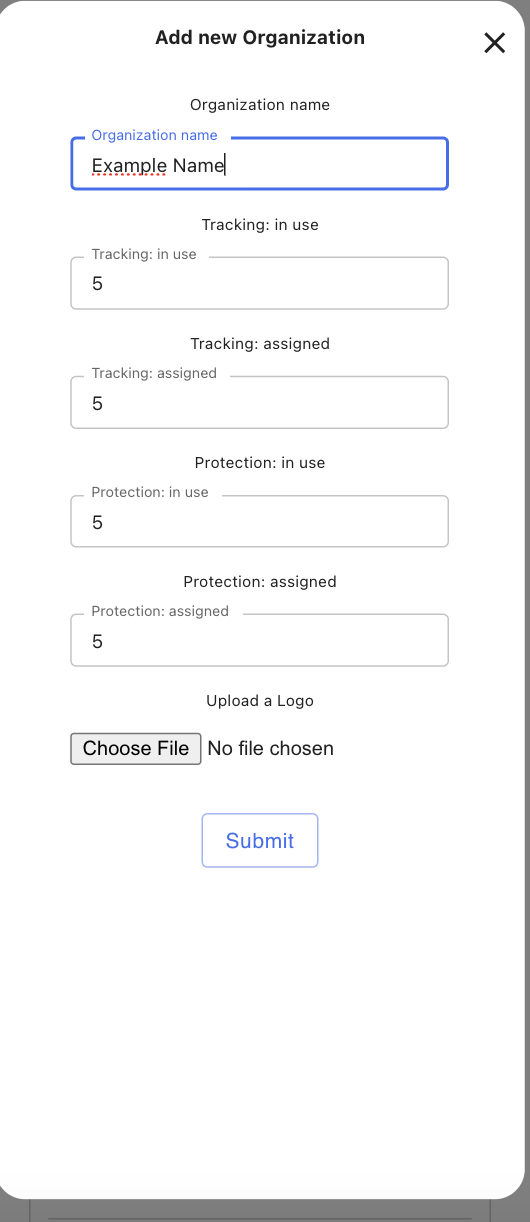 Add new Organization
Organization name
Organization name
Example Name
Tracking: in use
Tracking: in use
5
Tracking: assigned
Tracking: assigned
5
Protection: in use
Protection: in use
5
Protection: assigned
Protection: assigned
5
Upload a Logo
Choose File No file chosen
Submit